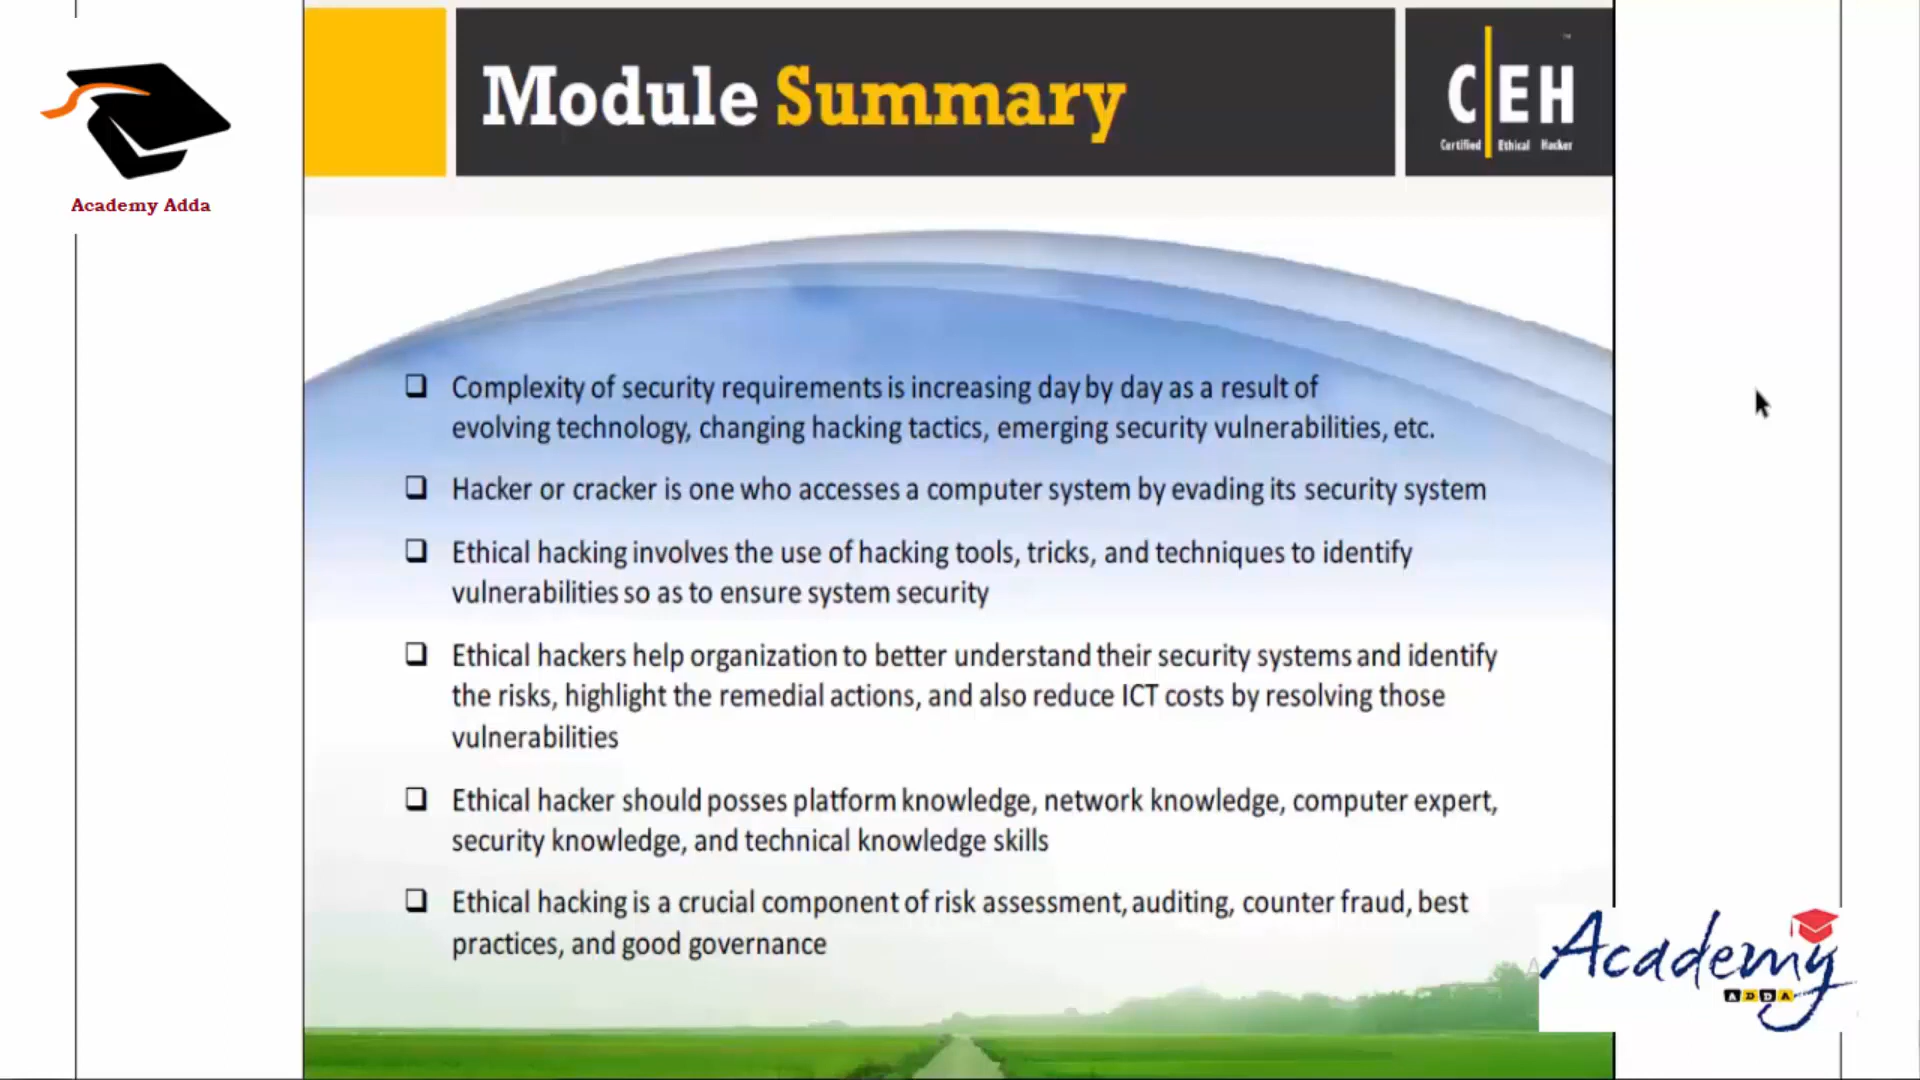 Academy Adda
Module Summary
C|EH
™
Certified Ethical Hacker
❑ Complexity of security requirements is increasing day by day as a result of
evolving technology, changing hacking tactics, emerging security vulnerabilities, etc.
❑ Hacker or cracker is one who accesses a computer system by evading its security system
❑ Ethical hacking involves the use of hacking tools, tricks, and techniques to identify
vulnerabilities so as to ensure system security
❑ Ethical hackers help organization to better understand their security systems and identify
the risks, highlight the remedial actions, and also reduce ICT costs by resolving those
vulnerabilities
❑ Ethical hacker should posses platform knowledge, network knowledge, computer expert,
security knowledge, and technical knowledge skills
❑ Ethical hacking is a crucial component of risk assessment, auditing, counter fraud, best
practices, and good governance
Academy
ADDA